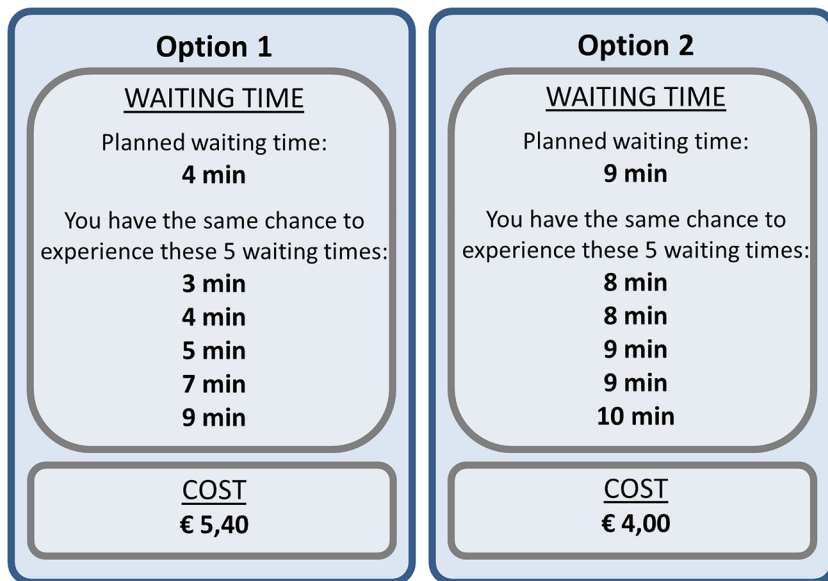 Option 1
WAITING TIME
Planned waiting time:
4 min
You have the same chance to
experience these 5 waiting times:
3 min
4 min
5 min
7 min
9 min
COST
€ 5,40
Option 2
WAITING TIME
Planned waiting time:
9 min
You have the same chance to
experience these 5 waiting times:
8 min
8 min
9 min
9 min
10 min
COST
€ 4,00